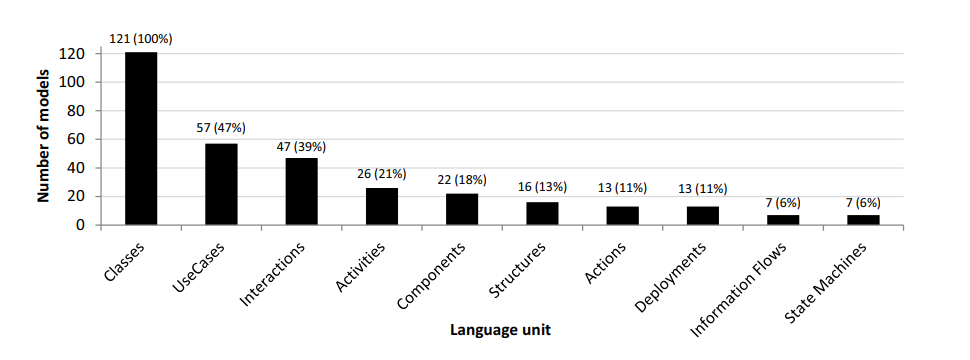 121 (100%)
57 (47%)
47 (39%)
26 (21%)
22 (18%)
16 (13%)
13 (11%)
13 (11%)
7 (6%)
7 (6%)
Number of models
120
100
80
60
40
20
0
Classes
UseCases
Interactions
Activities
Components
Structures
Actions
Deployments
Information Flows
State Machines
Language unit